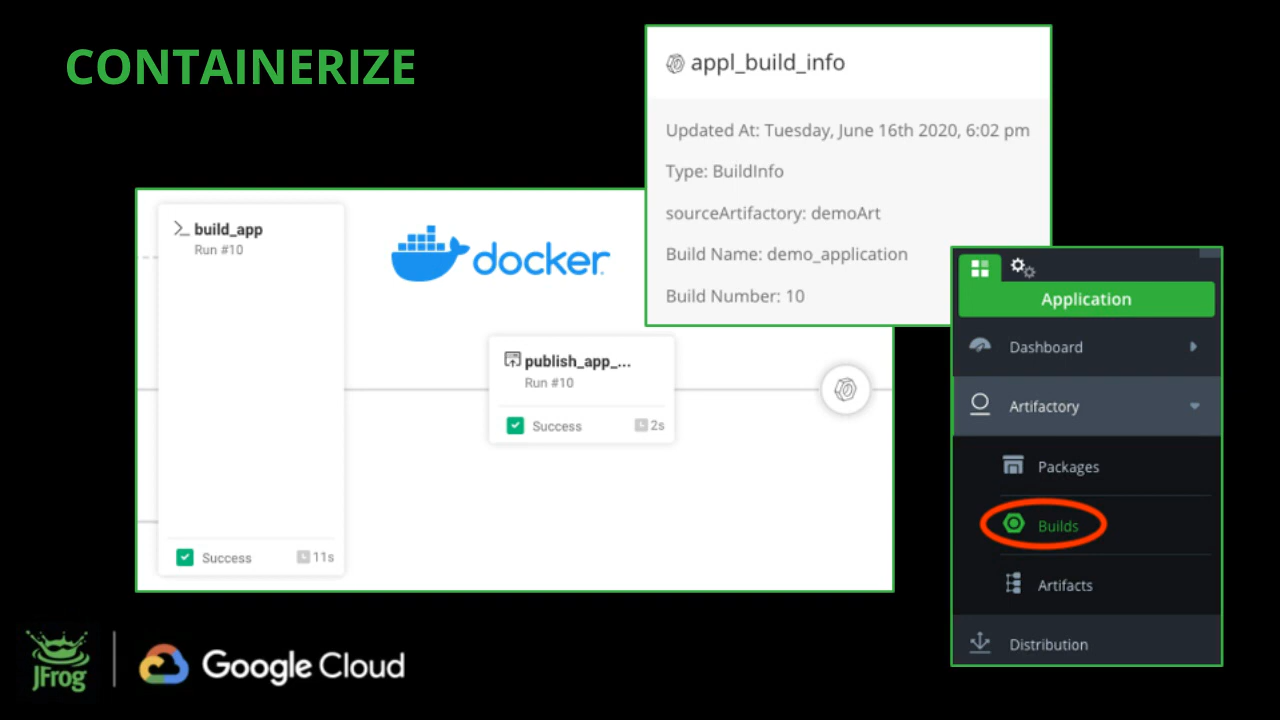 CONTAINERIZE
appl_build_info
Updated At: Tuesday, June 16th 2020, 6:02 pm
Type: BuildInfo
sourceArtifactory: demoArt
Build Name: demo_application
Build Number: 10
build_app
Run #10
Success
11s
docker
publish_app_...
Run #10
Success
2s
Application
Dashboard
Artifactory
Packages
Builds
Artifacts
Distribution
JFrog
Google Cloud